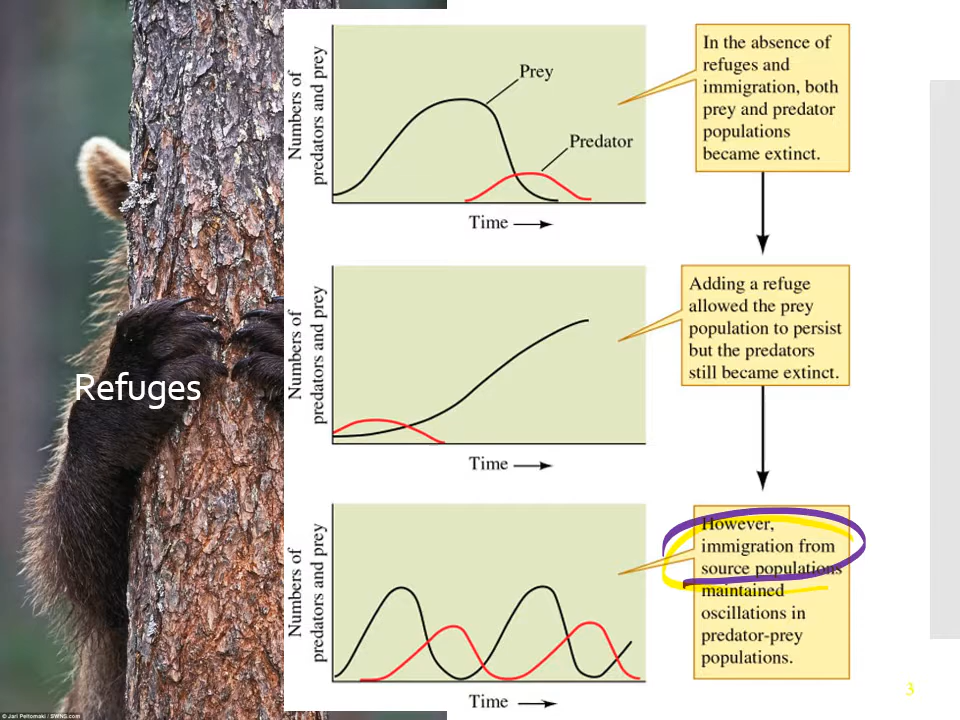 Refuges
Numbers of
predators and prey
Prey
Predator
Time
In the absence of
refuges and
immigration, both
prey and predator
populations
became extinct.
Numbers of
predators and prey
Time
Adding a refuge
allowed the prey
population to persist
but the predators
still became extinct.
Numbers of
predators and prey
Time
However,
immigration from
source populations
maintained
oscillations in
predator-prey
populations.
3
© Jari Peltomaki / SWNS.com